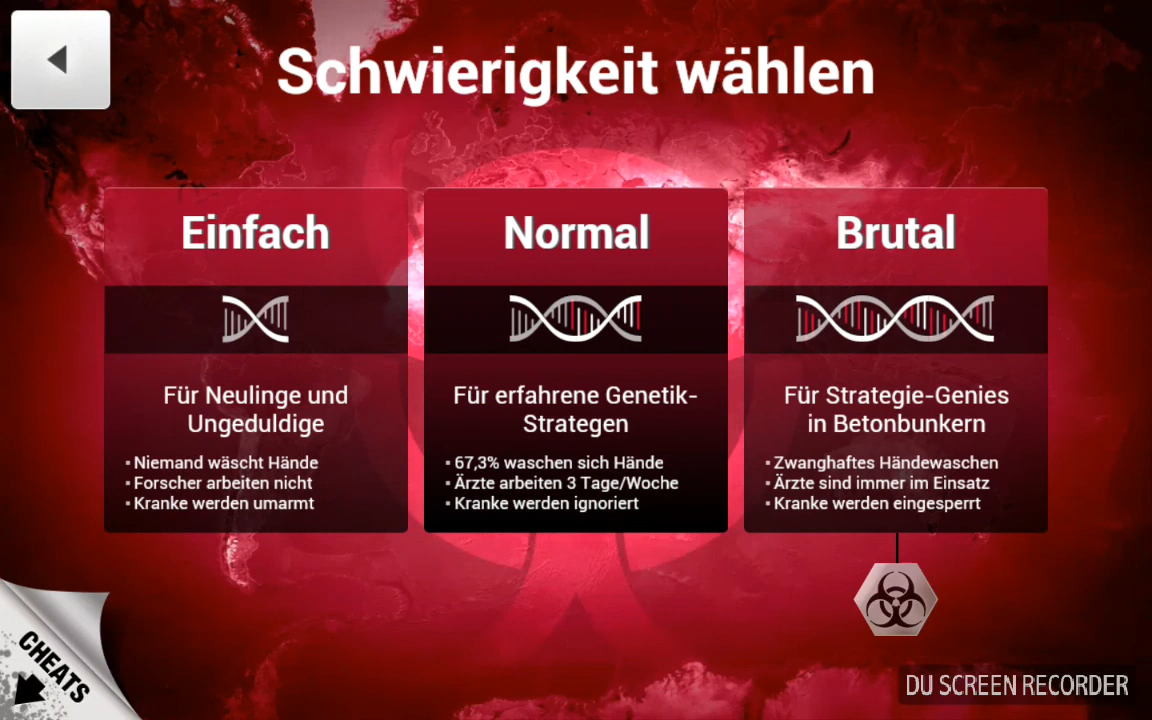 Schwierigkeit wählen
Einfach
Für Neulinge und
Ungeduldige
▪ Niemand wäscht Hände
▪ Forscher arbeiten nicht
▪ Kranke werden umarmt
Normal
Für erfahrene Genetik-
Strategen
▪ 67,3% waschen sich Hände
▪ Ärzte arbeiten 3 Tage/Woche
▪ Kranke werden ignoriert
Brutal
Für Strategie-Genies
in Betonbunkern
▪ Zwanghaftes Händewaschen
▪ Ärzte sind immer im Einsatz
▪ Kranke werden eingesperrt
CHEATS
DU SCREEN RECORDER